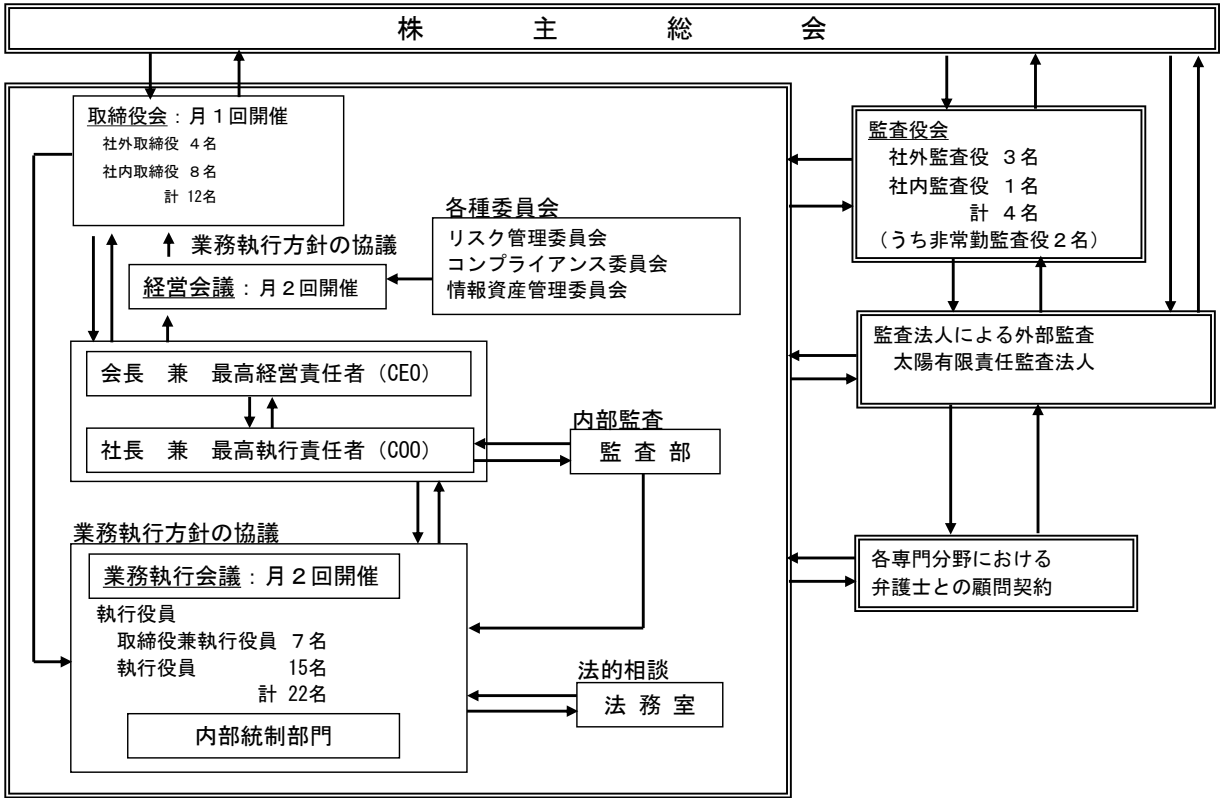 株主総会
取締役会：月１回開催
社外取締役 ４名
社内取締役 ８名
計 12名
業務執行方針の協議
経営会議：月２回開催
各種委員会
リスク管理委員会
コンプライアンス委員会
情報資産管理委員会
会長 兼 最高経営責任者（CEO）
社長 兼 最高執行責任者（COO）
内部監査
監査部
業務執行方針の協議
業務執行会議：月２回開催
執行役員
取締役兼執行役員 ７名
執行役員 15名
計 22名
内部統制部門
法的相談
法務室
監査役会
社外監査役 ３名
社内監査役 １名
計 ４名
（うち非常勤監査役２名）
監査法人による外部監査
太陽有限責任監査法人
各専門分野における
弁護士との顧問契約